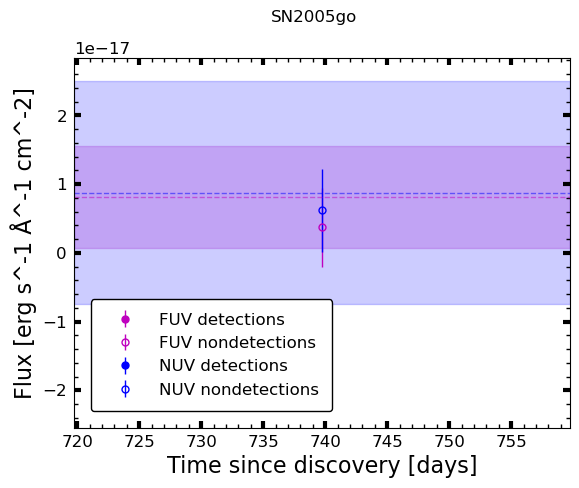 SN2005go
1e−17
Flux [erg s^-1 Å^-1 cm^-2]
2
1
0
−1
−2
FUV detections
FUV nondetections
NUV detections
NUV nondetections
720 725 730 735 740 745 750 755
Time since discovery [days]